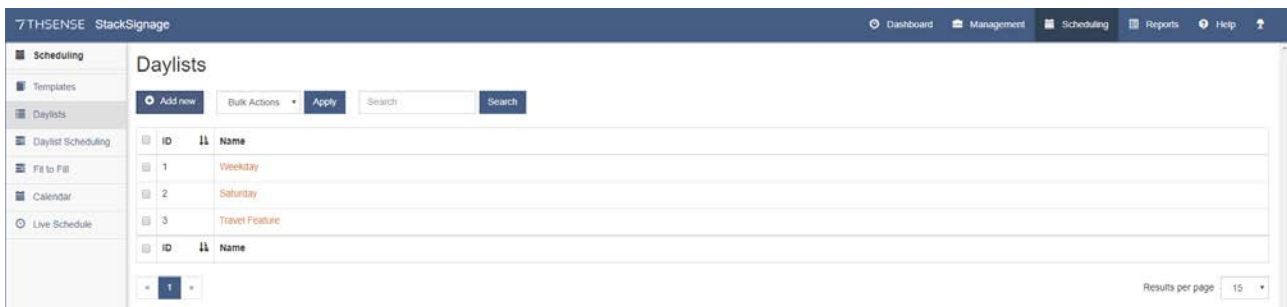 7THSENSE StackSignage
Dashboard Management Scheduling Reports Help
Scheduling
Templates
Daylists
Daylist Scheduling
Fit to Fill
Calendar
Live Schedule
Daylists
Add new Bulk Actions Apply Search Search
ID Name
1 Weekday
2 Saturday
3 Travel Feature
ID Name
« 1 »
Results per page 15